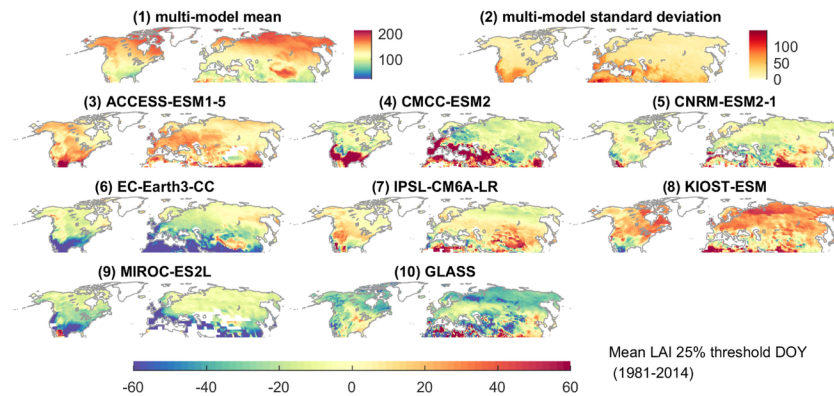 (1) multi-model mean
(2) multi-model standard deviation
200
100
100
50
0
(3) ACCESS-ESM1-5
(4) CMCC-ESM2
(5) CNRM-ESM2-1
(6) EC-Earth3-CC
(7) IPSL-CM6A-LR
(8) KIOST-ESM
(9) MIROC-ES2L
(10) GLASS
Mean LAI 25% threshold DOY
(1981-2014)
-60 -40 -20 0 20 40 60